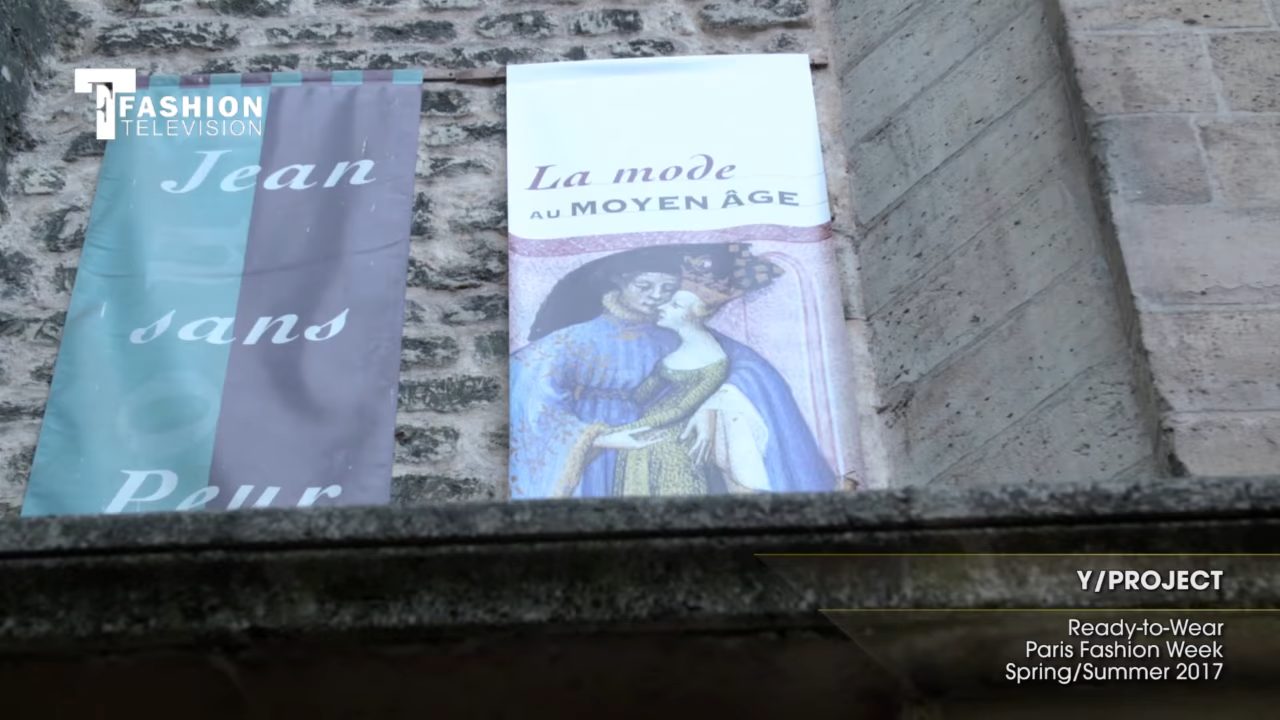 FASHION
TELEVISION
Jean
sans
Peur
La mode
AU MOYEN ÂGE
Y/PROJECT
Ready-to-Wear
Paris Fashion Week
Spring/Summer 2017